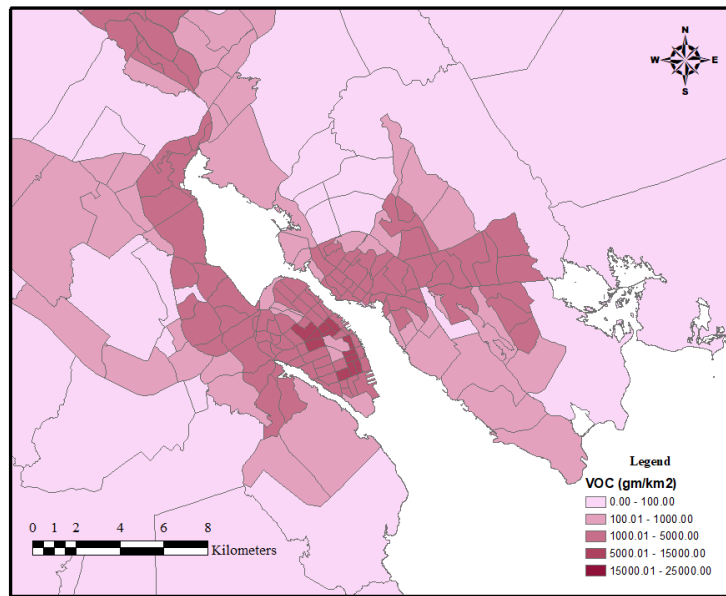 N
W E
S
Legend
VOC (gm/km2)
0.00 - 100.00
100.01 - 1000.00
1000.01 - 5000.00
5000.01 - 15000.00
15000.01 - 25000.00
0 1 2 4 6 8
Kilometers